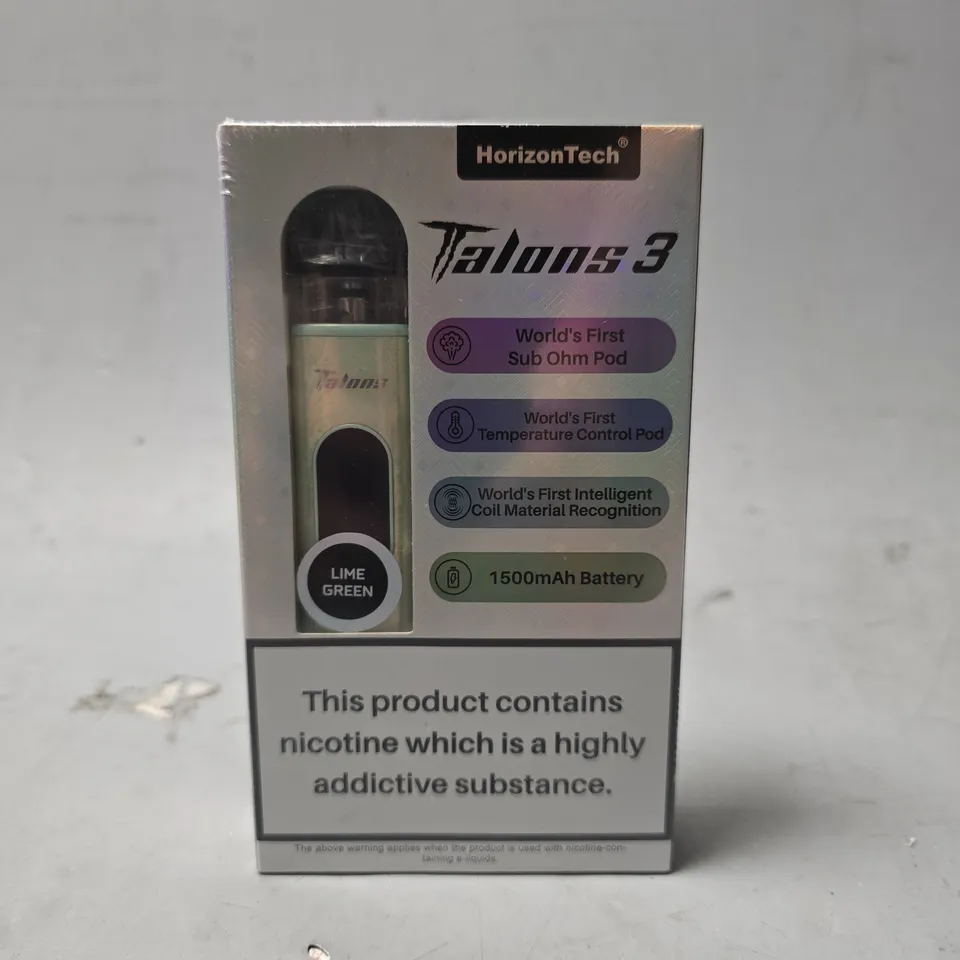 HorizonTech®
Talons 3
World's First
Sub Ohm Pod
World's First
Temperature Control Pod
World's First Intelligent
Coil Material Recognition
1500mAh Battery
Talons
LIME
GREEN
This product contains
nicotine which is a highly
addictive substance.
The above warning applies when the product is used with nicotine-con-
taining e-liquids.